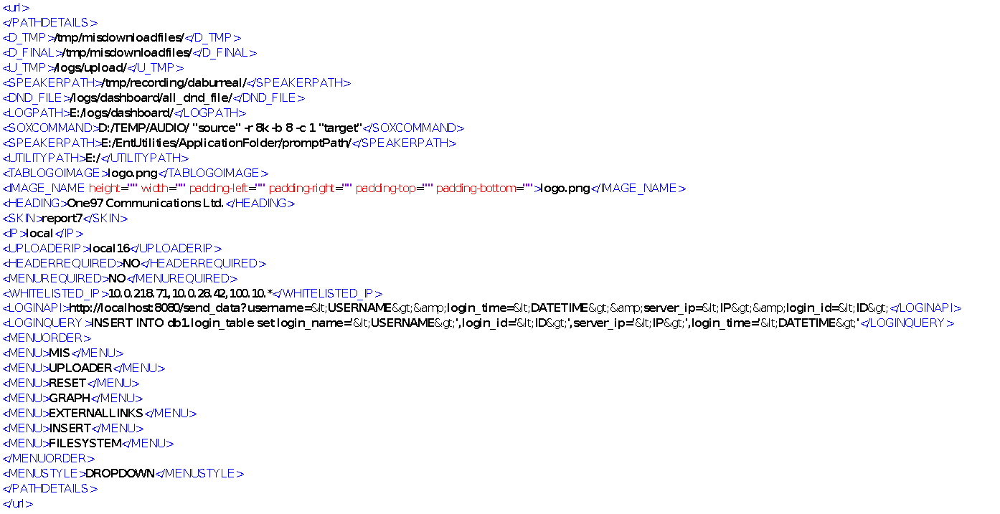 <url>
</PATHDETAILS>
<D_TMP>/tmp/misdownloadfiles/</D_TMP>
<D_FINAL>/tmp/misdownloadfiles/</D_FINAL>
<U_TMP>/logs/upload/</U_TMP>
<SPEAKERPATH>/tmp/recording/daburreal/</SPEAKERPATH>
<DND_FILE>/logs/dashboard/all_dnd_file/</DND_FILE>
<LOGPATH>E:/logs/dashboard/</LOGPATH>
<SOXCOMMAND>D:/TEMP/AUDIO/ "source" -r 8k -b 8 -c 1 "target"</SOXCOMMAND>
<SPEAKERPATH>E:/EntUtilities/ApplicationFolder/promptPath/</SPEAKERPATH>
<UTILITYPATH>E:/</UTILITYPATH>
<TABLOGOIMAGE>logo.png</TABLOGOIMAGE>
<IMAGE_NAME height="" width="" padding-left="" padding-right="" padding-top="" padding-bottom="">logo.png</IMAGE_NAME>
<HEADING>One97 Communications Ltd.</HEADING>
<SKIN>report7</SKIN>
<IP>local</IP>
<UPLOADERIP>local16</UPLOADERIP>
<HEADERREQUIRED>NO</HEADERREQUIRED>
<MENUREQUIRED>NO</MENUREQUIRED>
<WHITELISTED_IP>10.0.218.71,10.0.28.42,100.10.*</WHITELISTED_IP>
<LOGINAPI>http://localhost:8080/send_data?username=&lt;USERNAME&gt;&amp;login_time=&lt;DATETIME&gt;&amp;server_ip=&lt;IP&gt;&amp;login_id=&lt;ID&gt;</LOGINAPI>
<LOGINQUERY>INSERT INTO db1.login_table set login_name='&lt;USERNAME&gt;',login_id='&lt;ID&gt;',server_ip='&lt;IP&gt;',login_time='&lt;DATETIME&gt;'</LOGINQUERY>
<MENUORDER>
<MENU>MIS</MENU>
<MENU>UPLOADER</MENU>
<MENU>RESET</MENU>
<MENU>GRAPH</MENU>
<MENU>EXTERNALLINKS</MENU>
<MENU>INSERT</MENU>
<MENU>FILESYSTEM</MENU>
</MENUORDER>
<MENUSTYLE>DROPDOWN</MENUSTYLE>
</PATHDETAILS>
</url>